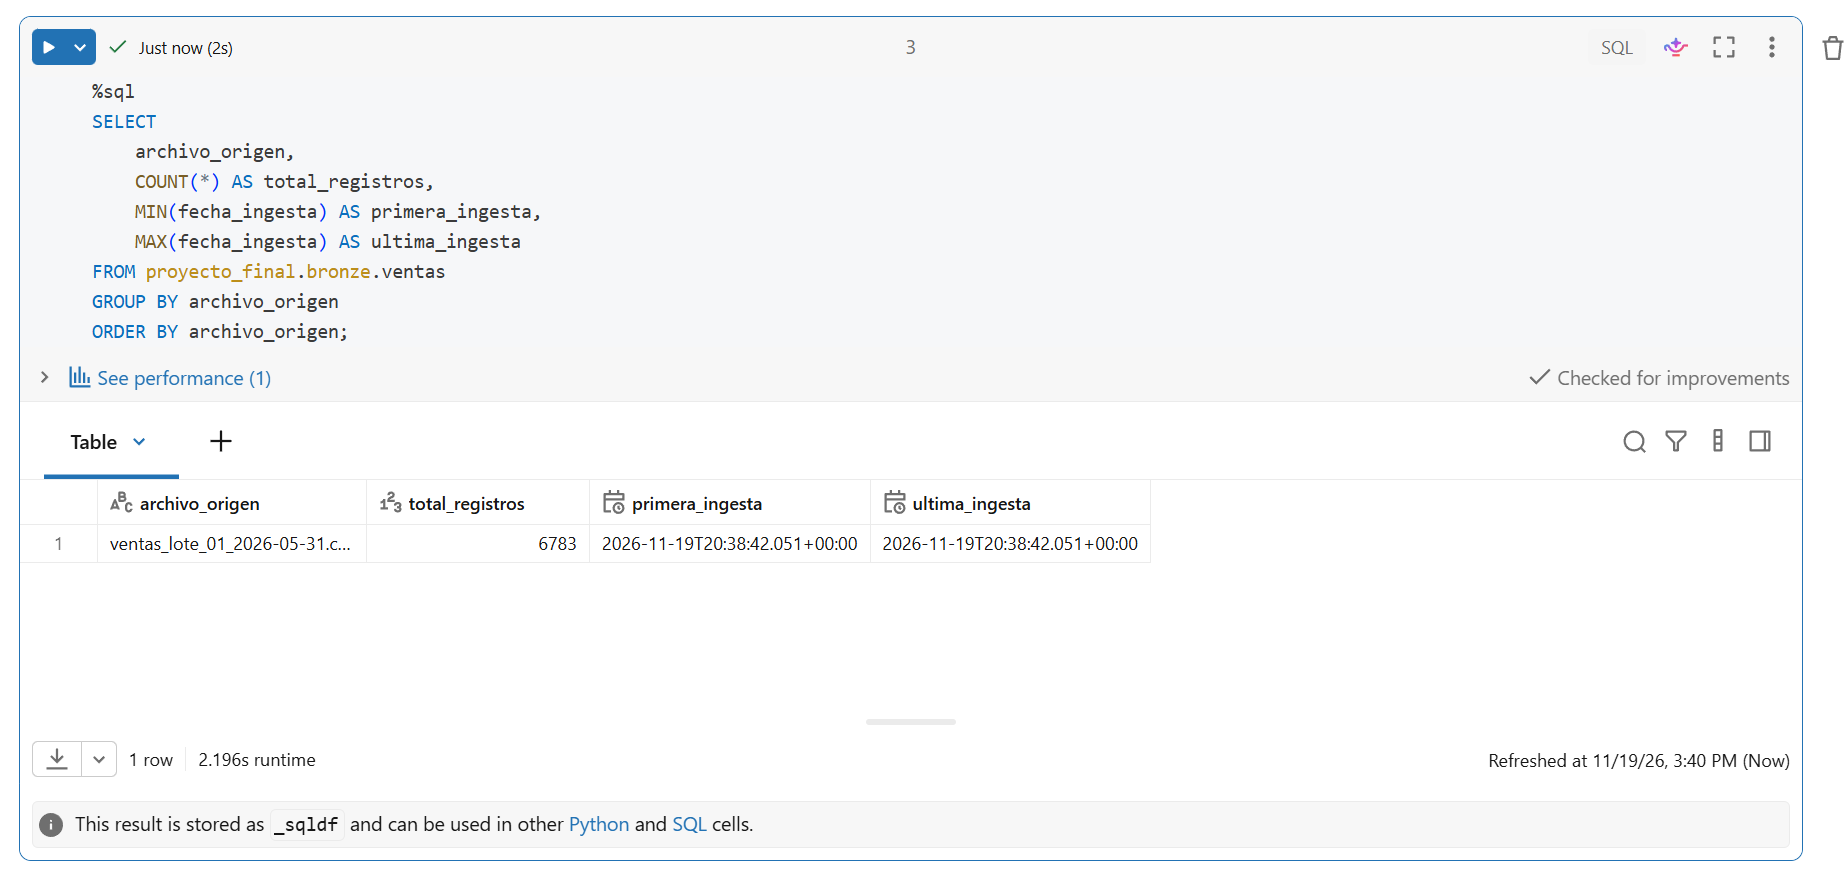 Just now (2s)
3
SQL
%sql
SELECT
archivo_origen,
COUNT(*) AS total_registros,
MIN(fecha_ingesta) AS primera_ingesta,
MAX(fecha_ingesta) AS ultima_ingesta
FROM proyecto_final.bronze.ventas
GROUP BY archivo_origen
ORDER BY archivo_origen;
See performance (1)
Checked for improvements
Table
archivo_origen total_registros primera_ingesta ultima_ingesta
1 ventas_lote_01_2026-05-31.c... 6783 2026-11-19T20:38:42.051+00:00 2026-11-19T20:38:42.051+00:00
1 row 2.196s runtime
Refreshed at 11/19/26, 3:40 PM (Now)
This result is stored as _sqldf and can be used in other Python and SQL cells.